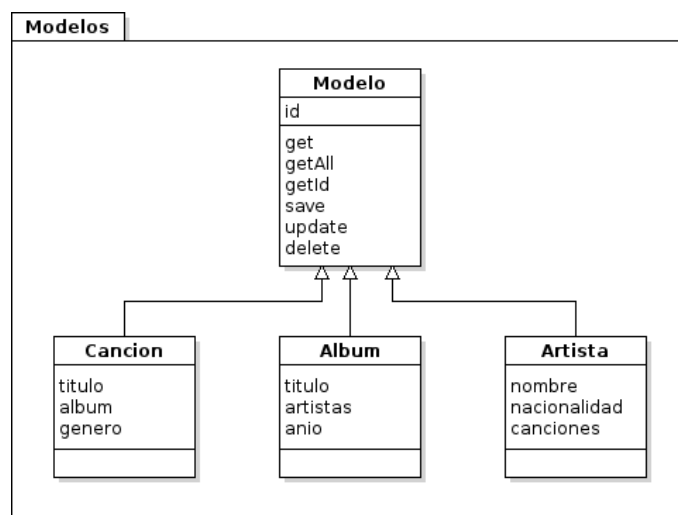 Modelos
Modelo
id
get
getAll
getId
save
update
delete
Cancion
titulo
album
genero
Album
titulo
artistas
anio
Artista
nombre
nacionalidad
canciones